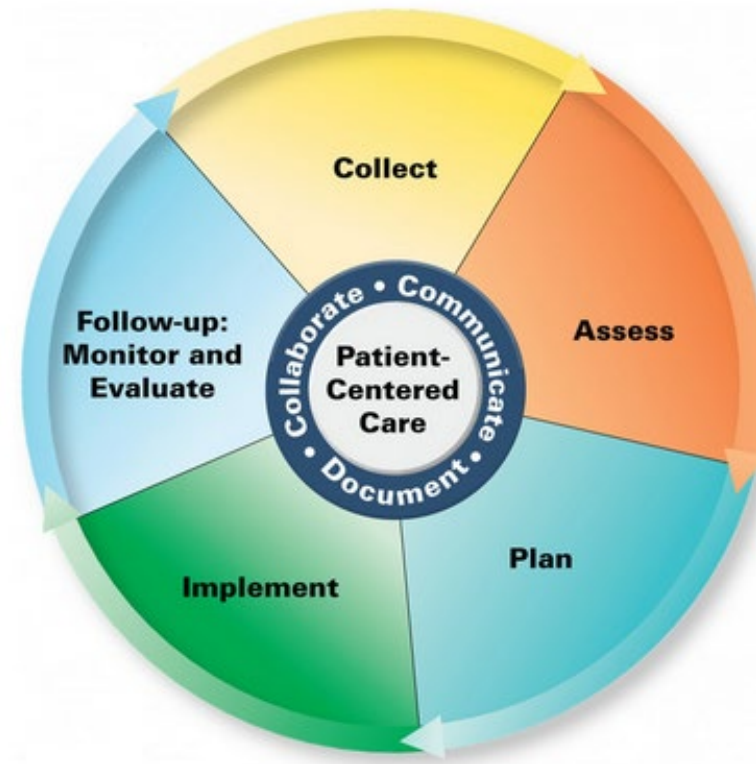 Collect
Assess
Plan
Implement
Follow-up:
Monitor and
Evaluate
Collaborate • Communicate • Document •
Patient-
Centered
Care